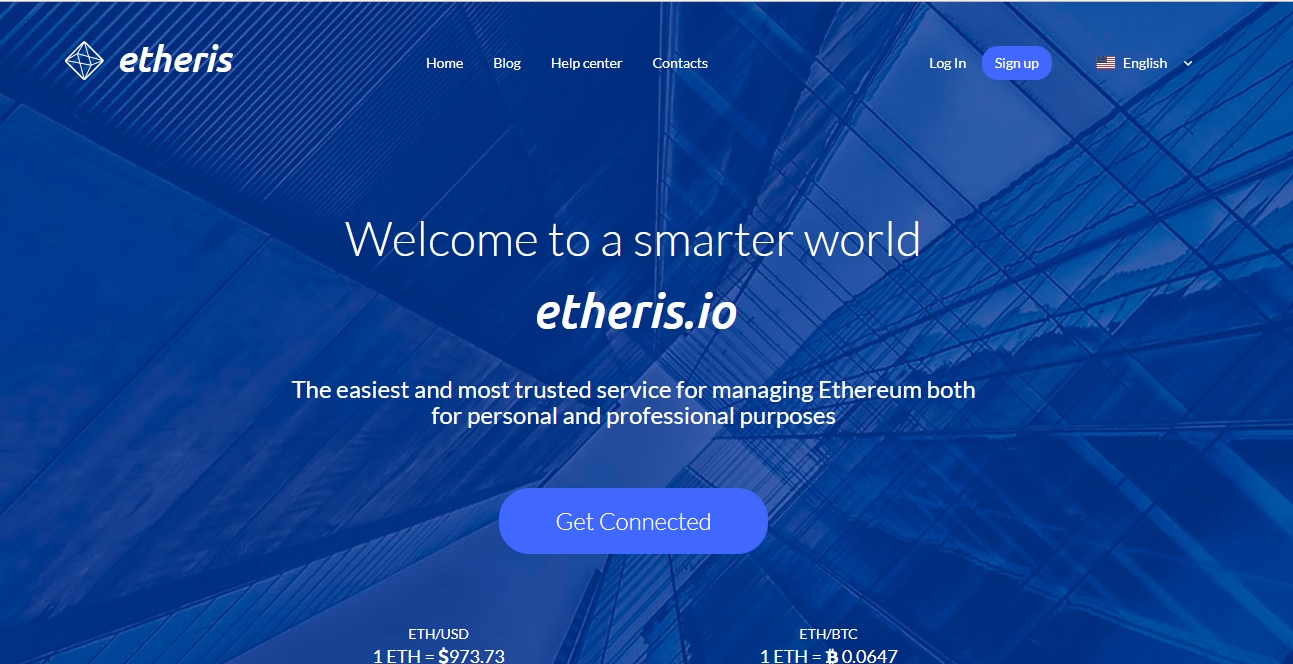 etheris
Home Blog Help center Contacts
Log In Sign up English
Welcome to a smarter world
etheris.io
The easiest and most trusted service for managing Ethereum both
for personal and professional purposes
Get Connected
ETH/USD ETH/BTC
1 ETH = $973.73 1 ETH = ₿ 0.0647